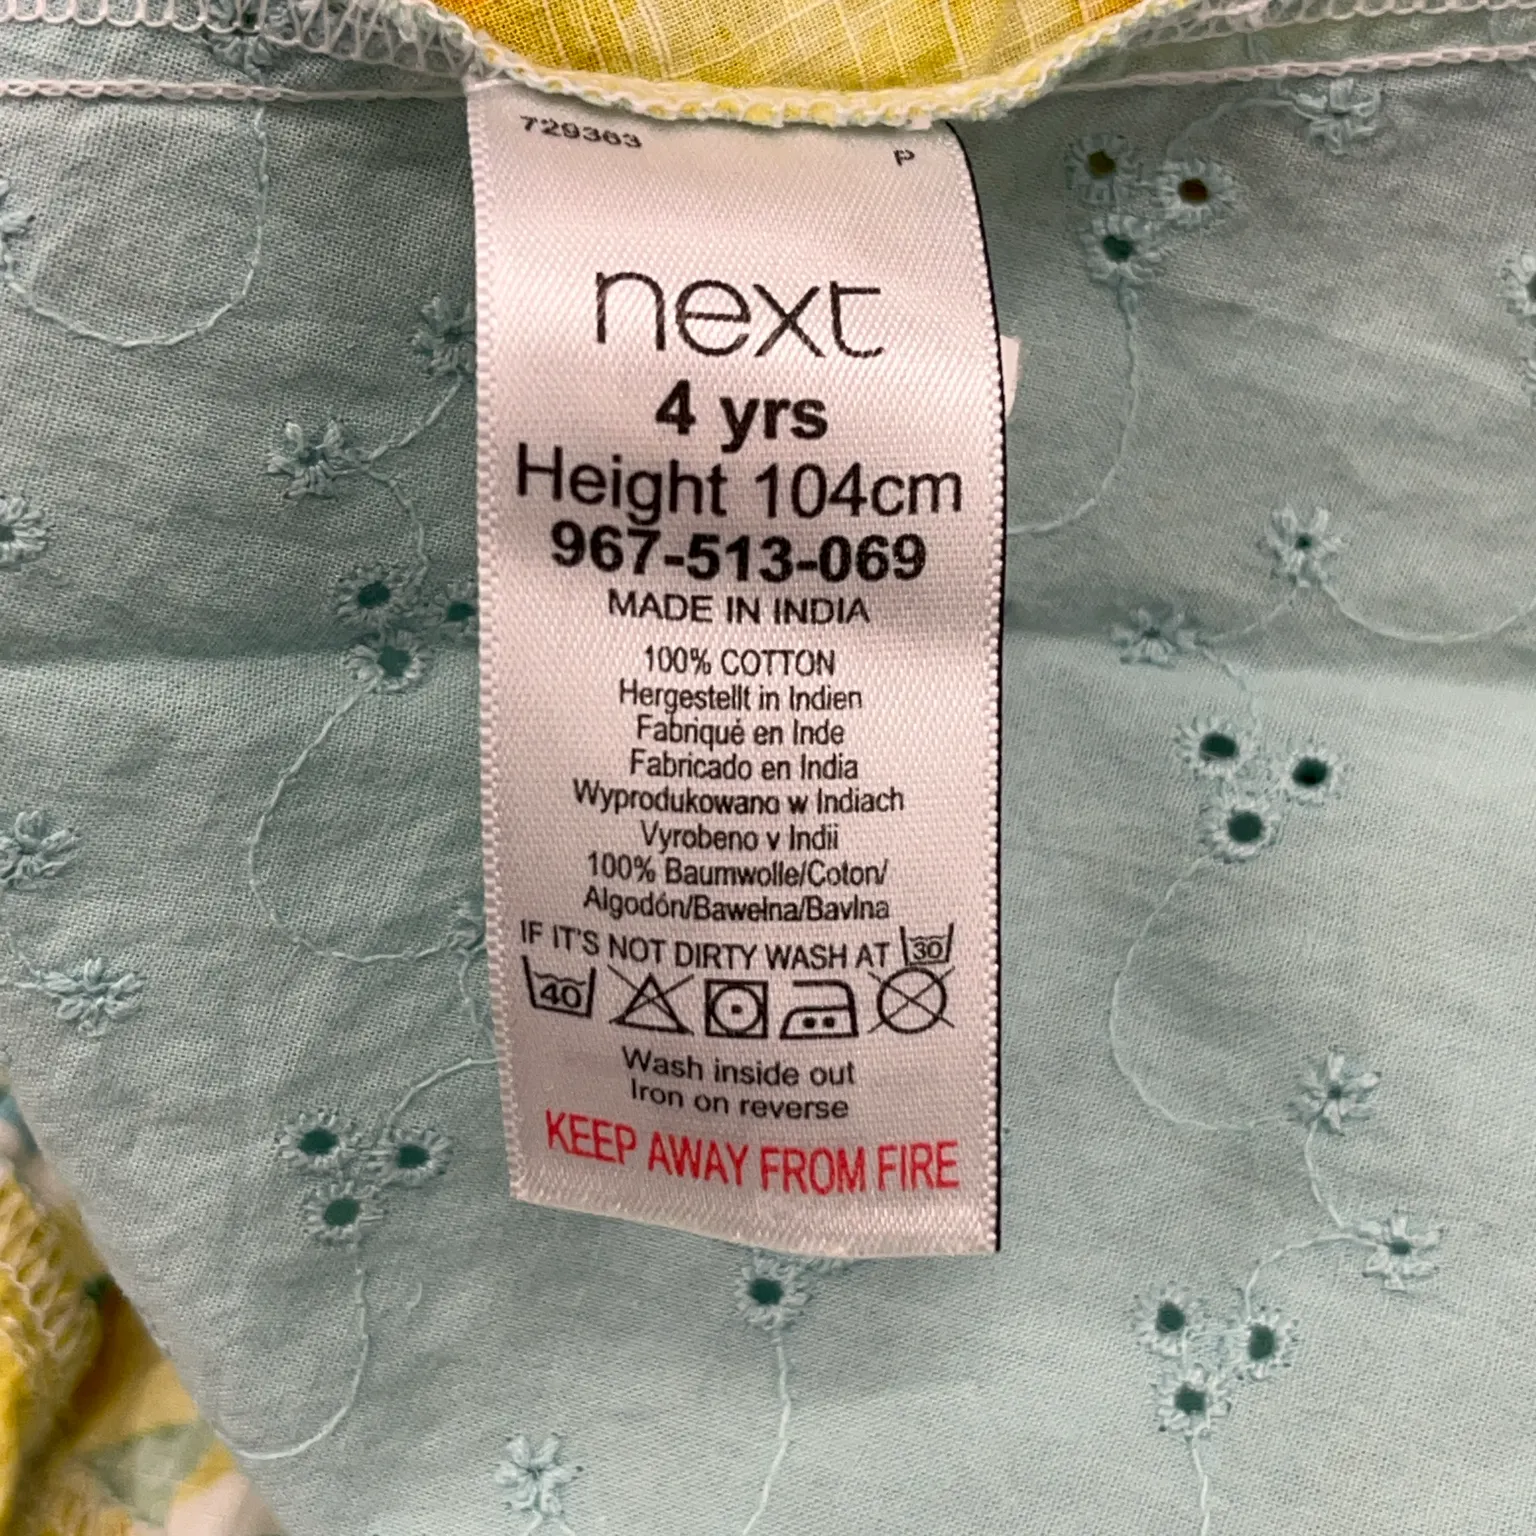 729363 P
next
4 yrs
Height 104cm
967-513-069
MADE IN INDIA
100% COTTON
Hergestellt in Indien
Fabriqué en Inde
Fabricado en India
Wyprodukowano w Indiach
Vyrobeno v Indii
100% Baumwolle/Coton/
Algodón/Bawełna/Bavlna
IF IT'S NOT DIRTY WASH AT 30
40
Wash inside out
Iron on reverse
KEEP AWAY FROM FIRE